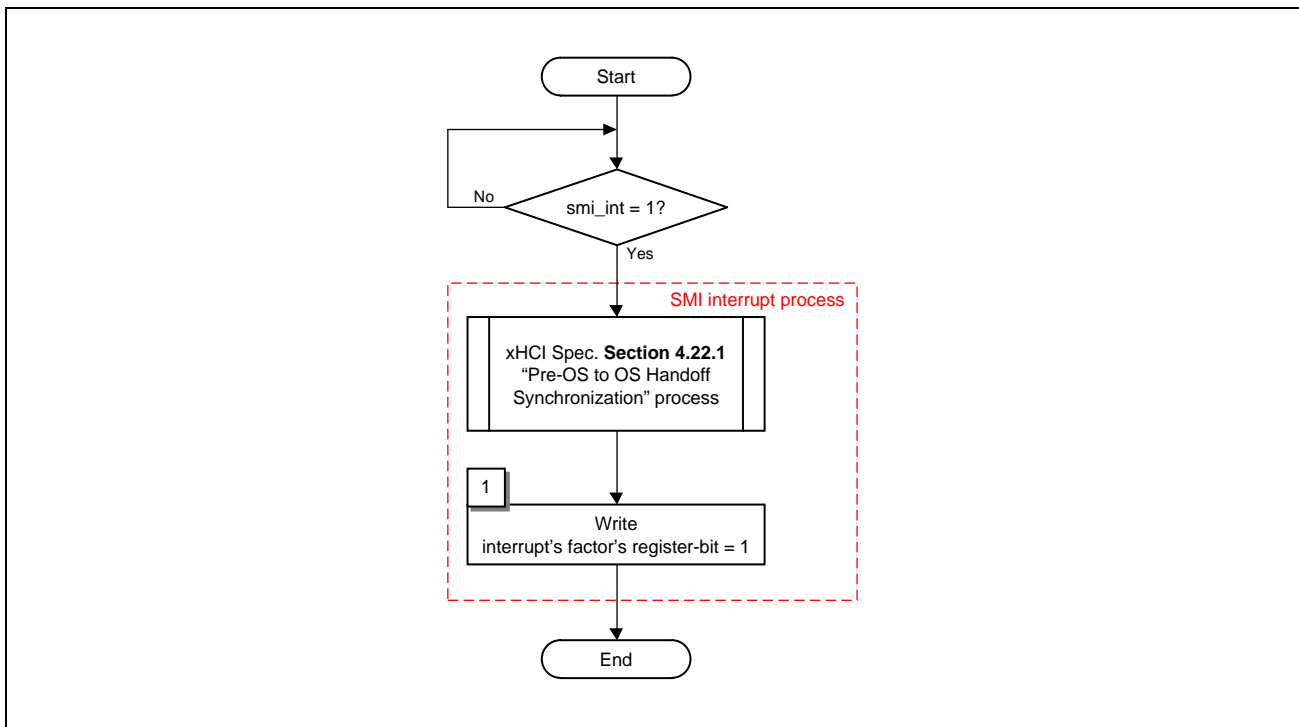 Start
No
smi_int = 1?
Yes
SMI interrupt process
xHCI Spec. Section 4.22.1
“Pre-OS to OS Handoff
Synchronization” process
1
Write
interrupt’s factor’s register-bit = 1
End